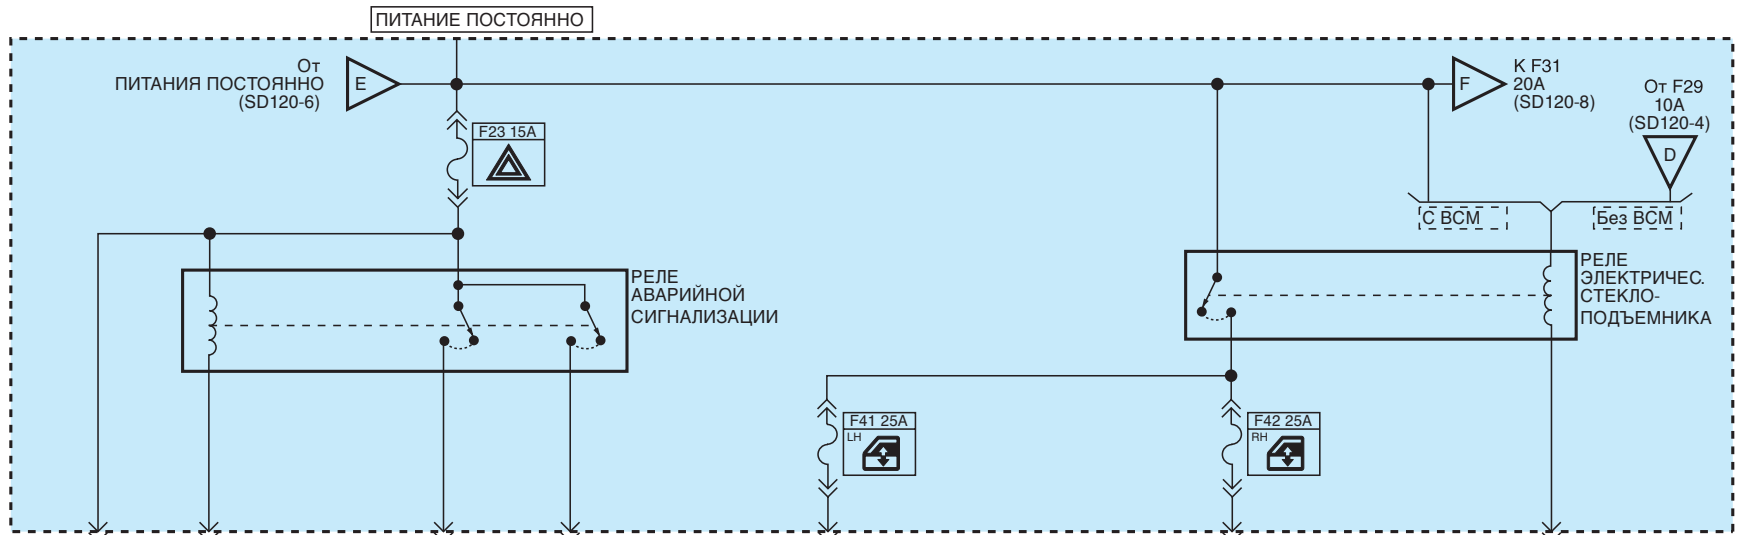 ПИТАНИЕ ПОСТОЯННО
От
ПИТАНИЯ ПОСТОЯННО
(SD120-6)
E
F
К F31
20A
(SD120-8)
От F29
10A
(SD120-4)
D
F23 15A
С ВСМ
Без ВСМ
РЕЛЕ
АВАРИЙНОЙ
СИГНАЛИЗАЦИИ
РЕЛЕ
ЭЛЕКТРИЧЕС.
СТЕКЛО-
ПОДЪЕМНИКА
F41 25A
LH
F42 25A
RH